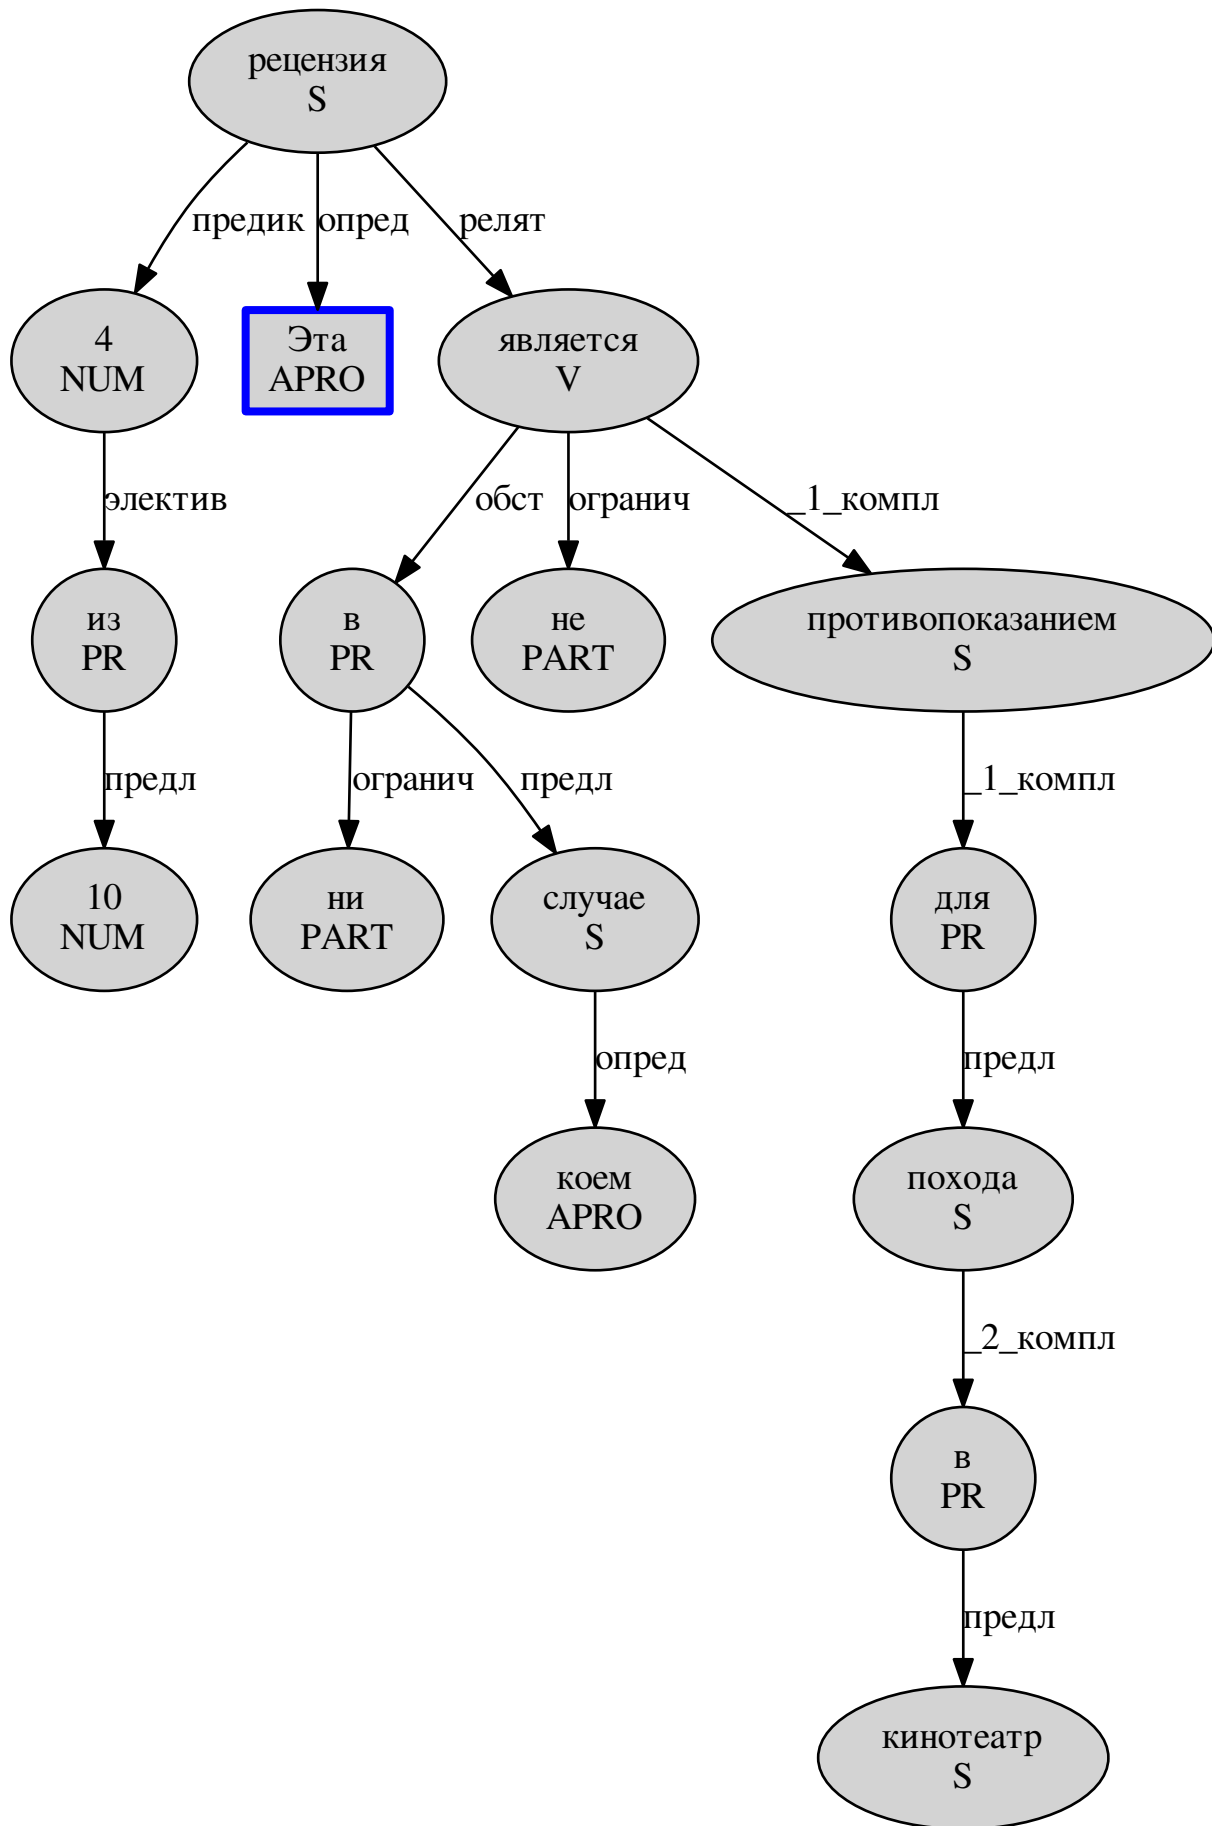 рецензия
S
предик
опред
релят
4
NUM
Эта
APRO
является
V
электив
обст
огранич
_1_компл
из
PR
в
PR
не
PART
противопоказанием
S
предл
огранич
предл
_1_компл
10
NUM
ни
PART
случае
S
для
PR
опред
предл
коем
APRO
похода
S
_2_компл
в
PR
предл
кинотеатр
S